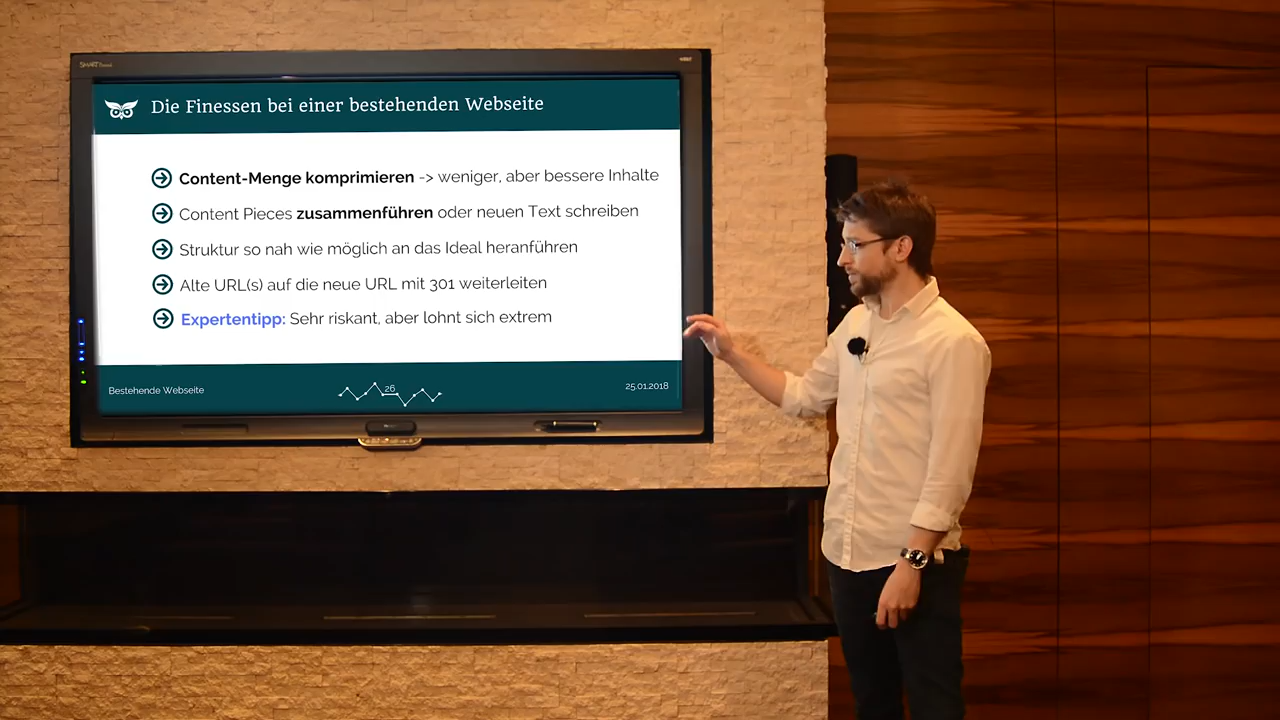 SMART Board
Die Finessen bei einer bestehenden Webseite
Content-Menge komprimieren -> weniger, aber bessere Inhalte
Content Pieces zusammenführen oder neuen Text schreiben
Struktur so nah wie möglich an das Ideal heranführen
Alte URL(s) auf die neue URL mit 301 weiterleiten
Expertentipp: Sehr riskant, aber lohnt sich extrem
Bestehende Webseite
26
25.01.2018